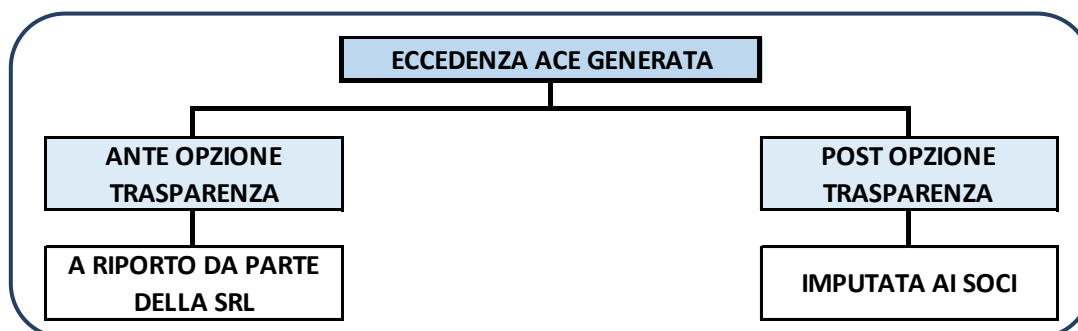 ECCEDENZA ACE GENERATA
ANTE OPZIONE
TRASPARENZA
POST OPZIONE
TRASPARENZA
A RIPORTO DA PARTE
DELLA SRL
IMPUTATA AI SOCI